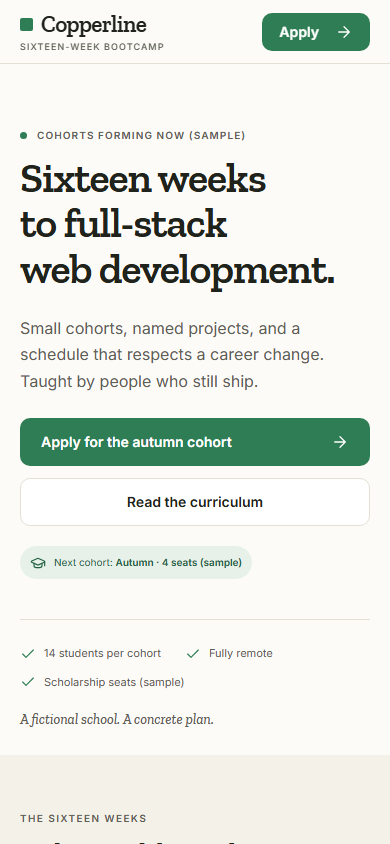 Copperline
SIXTEEN-WEEK BOOTCAMP
Apply
COHORTS FORMING NOW (SAMPLE)
Sixteen weeks
to full-stack
web development.
Small cohorts, named projects, and a
schedule that respects a career change.
Taught by people who still ship.
Apply for the autumn cohort
Read the curriculum
Next cohort: Autumn · 4 seats (sample)
14 students per cohort
Fully remote
Scholarship seats (sample)
A fictional school. A concrete plan.
THE SIXTEEN WEEKS